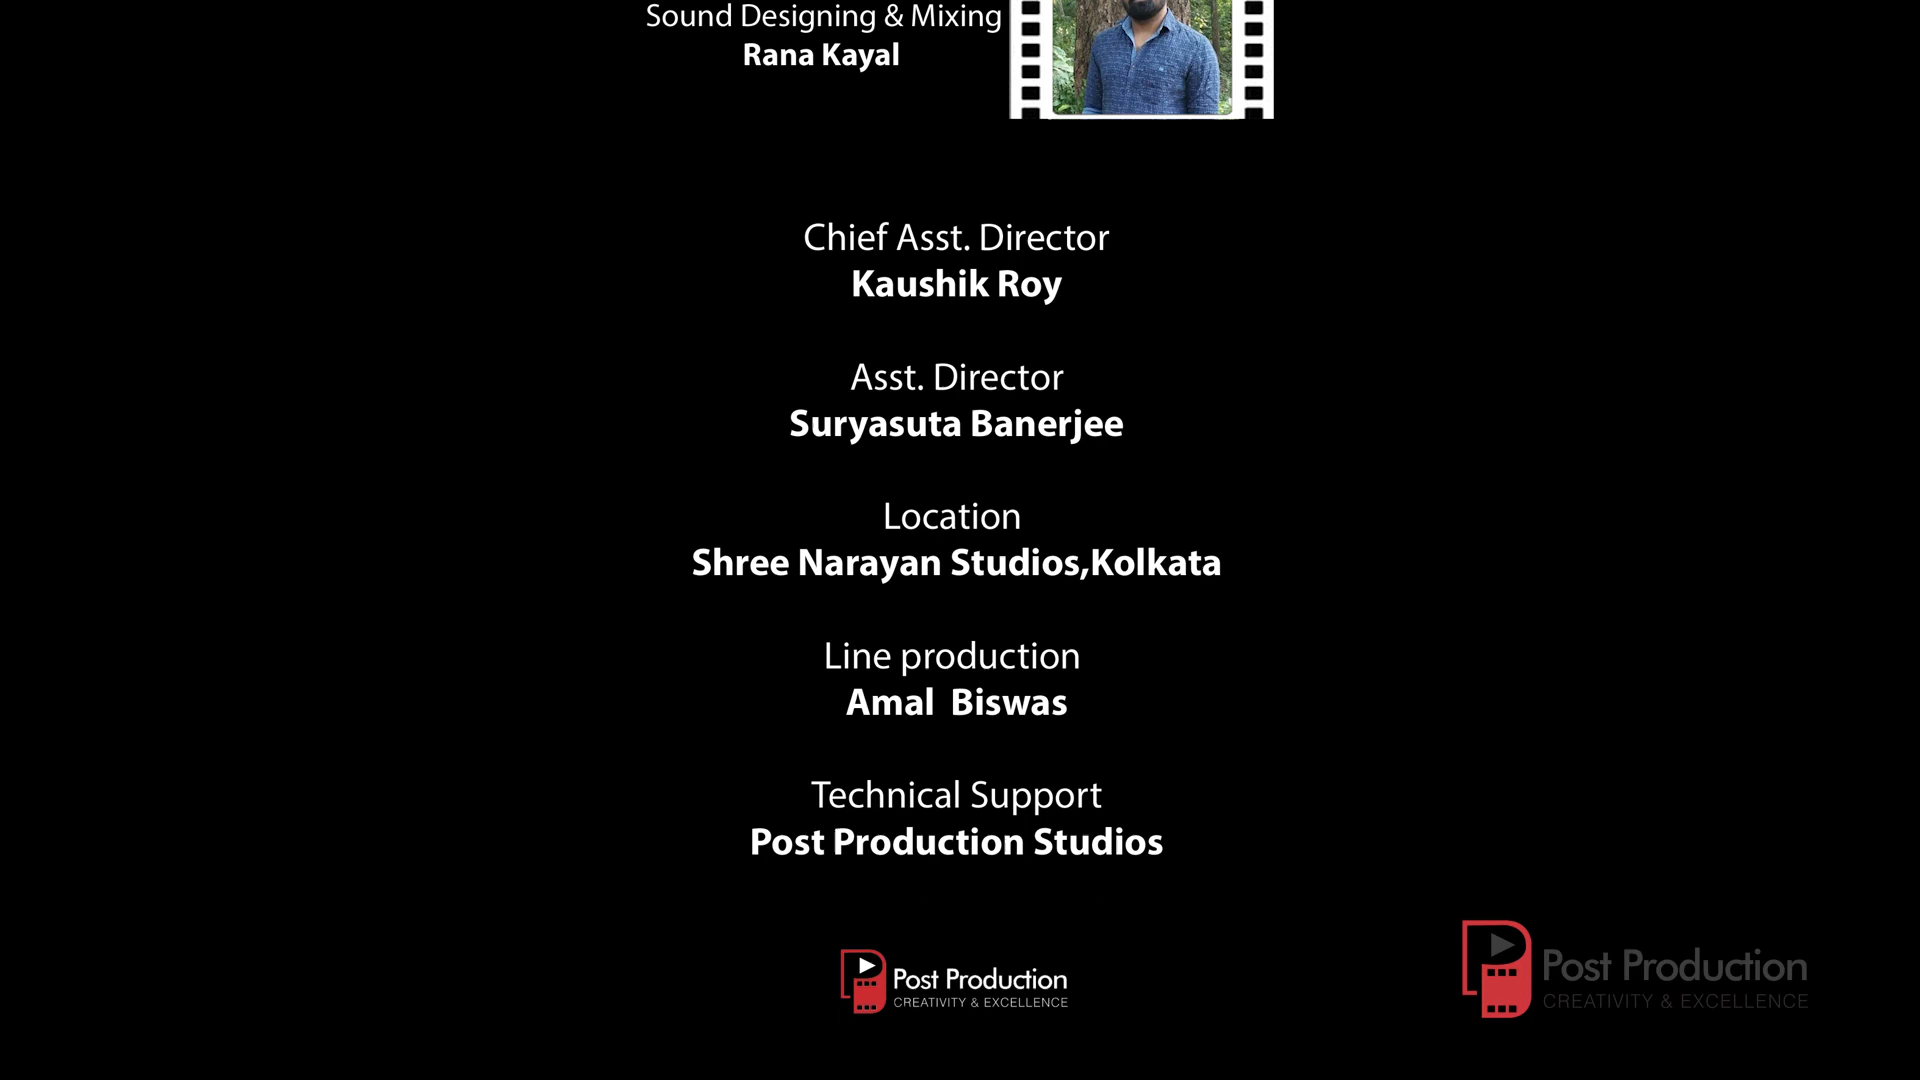 Sound Designing & Mixing
Rana Kayal
Chief Asst. Director
Kaushik Roy
Asst. Director
Suryasuta Banerjee
Location
Shree Narayan Studios,Kolkata
Line production
Amal  Biswas
Technical Support
Post Production Studios
Post Production
CREATIVITY & EXCELLENCE
Post Production
CREATIVITY & EXCELLENCE